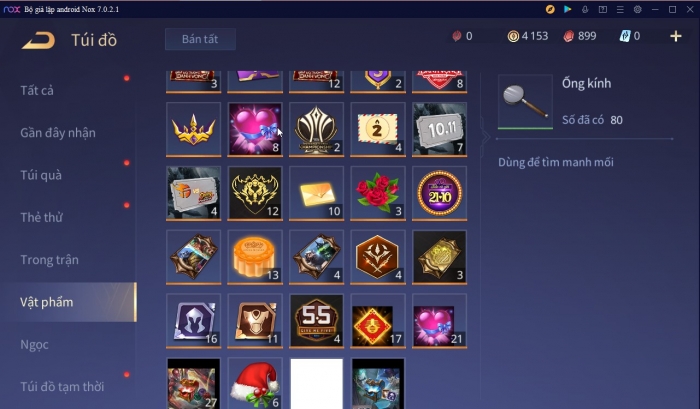 nox Bộ giả lập android Nox 7.0.2.1
Túi đồ
Bán tất
0
4 153
899
0
Tất cả
Gần đây nhận
Túi quà
Thẻ thử
Trong trận
Vật phẩm
Ngọc
Túi đồ tạm thời
3
12
2
8
8
2
2
4
10.11
7
4
12
10
3
21·10
13
4
4
3
16
11
5.5
4
17
21
27
6
Ống kính
Số đã có 80
Dùng để tìm manh mối